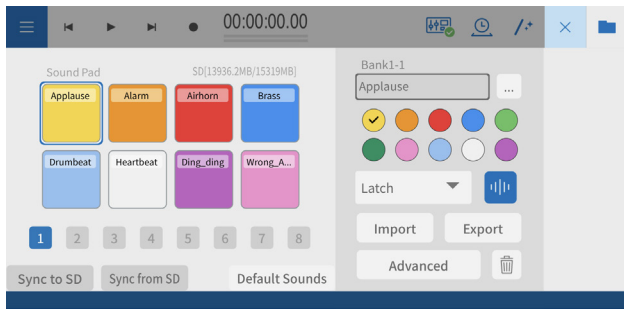 00:00:00.00
Sound Pad SD[13936.2MB/15319MB]
Applause Alarm Airhorn Brass
Drumbeat Heartbeat Ding_ding Wrong_A...
1 2 3 4 5 6 7 8
Sync to SD Sync from SD Default Sounds
Bank1-1
Applause ...
Latch
Import Export
Advanced